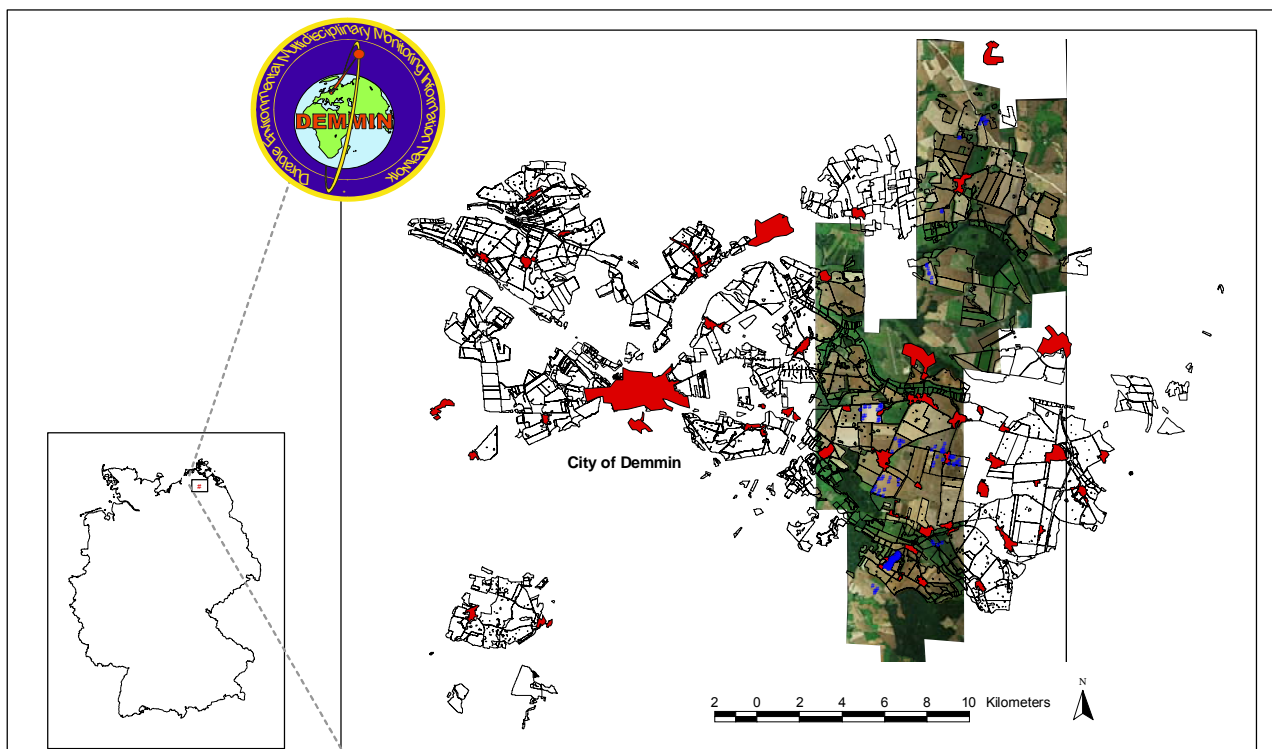 Durable Environmental Multidisciplinary Monitoring Information Network
DEMMIN
City of Demmin
#
2 0 2 4 6 8 10 Kilometers
N